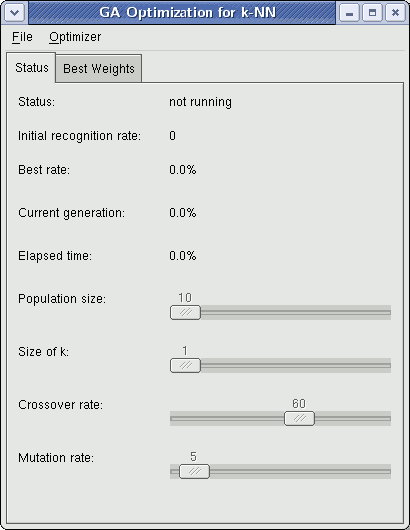 GA Optimization for k-NN
File Optimizer
Status Best Weights
Status: not running
Initial recognition rate: 0
Best rate: 0.0%
Current generation: 0.0%
Elapsed time: 0.0%
10
Population size:
1
Size of k:
60
Crossover rate:
5
Mutation rate: